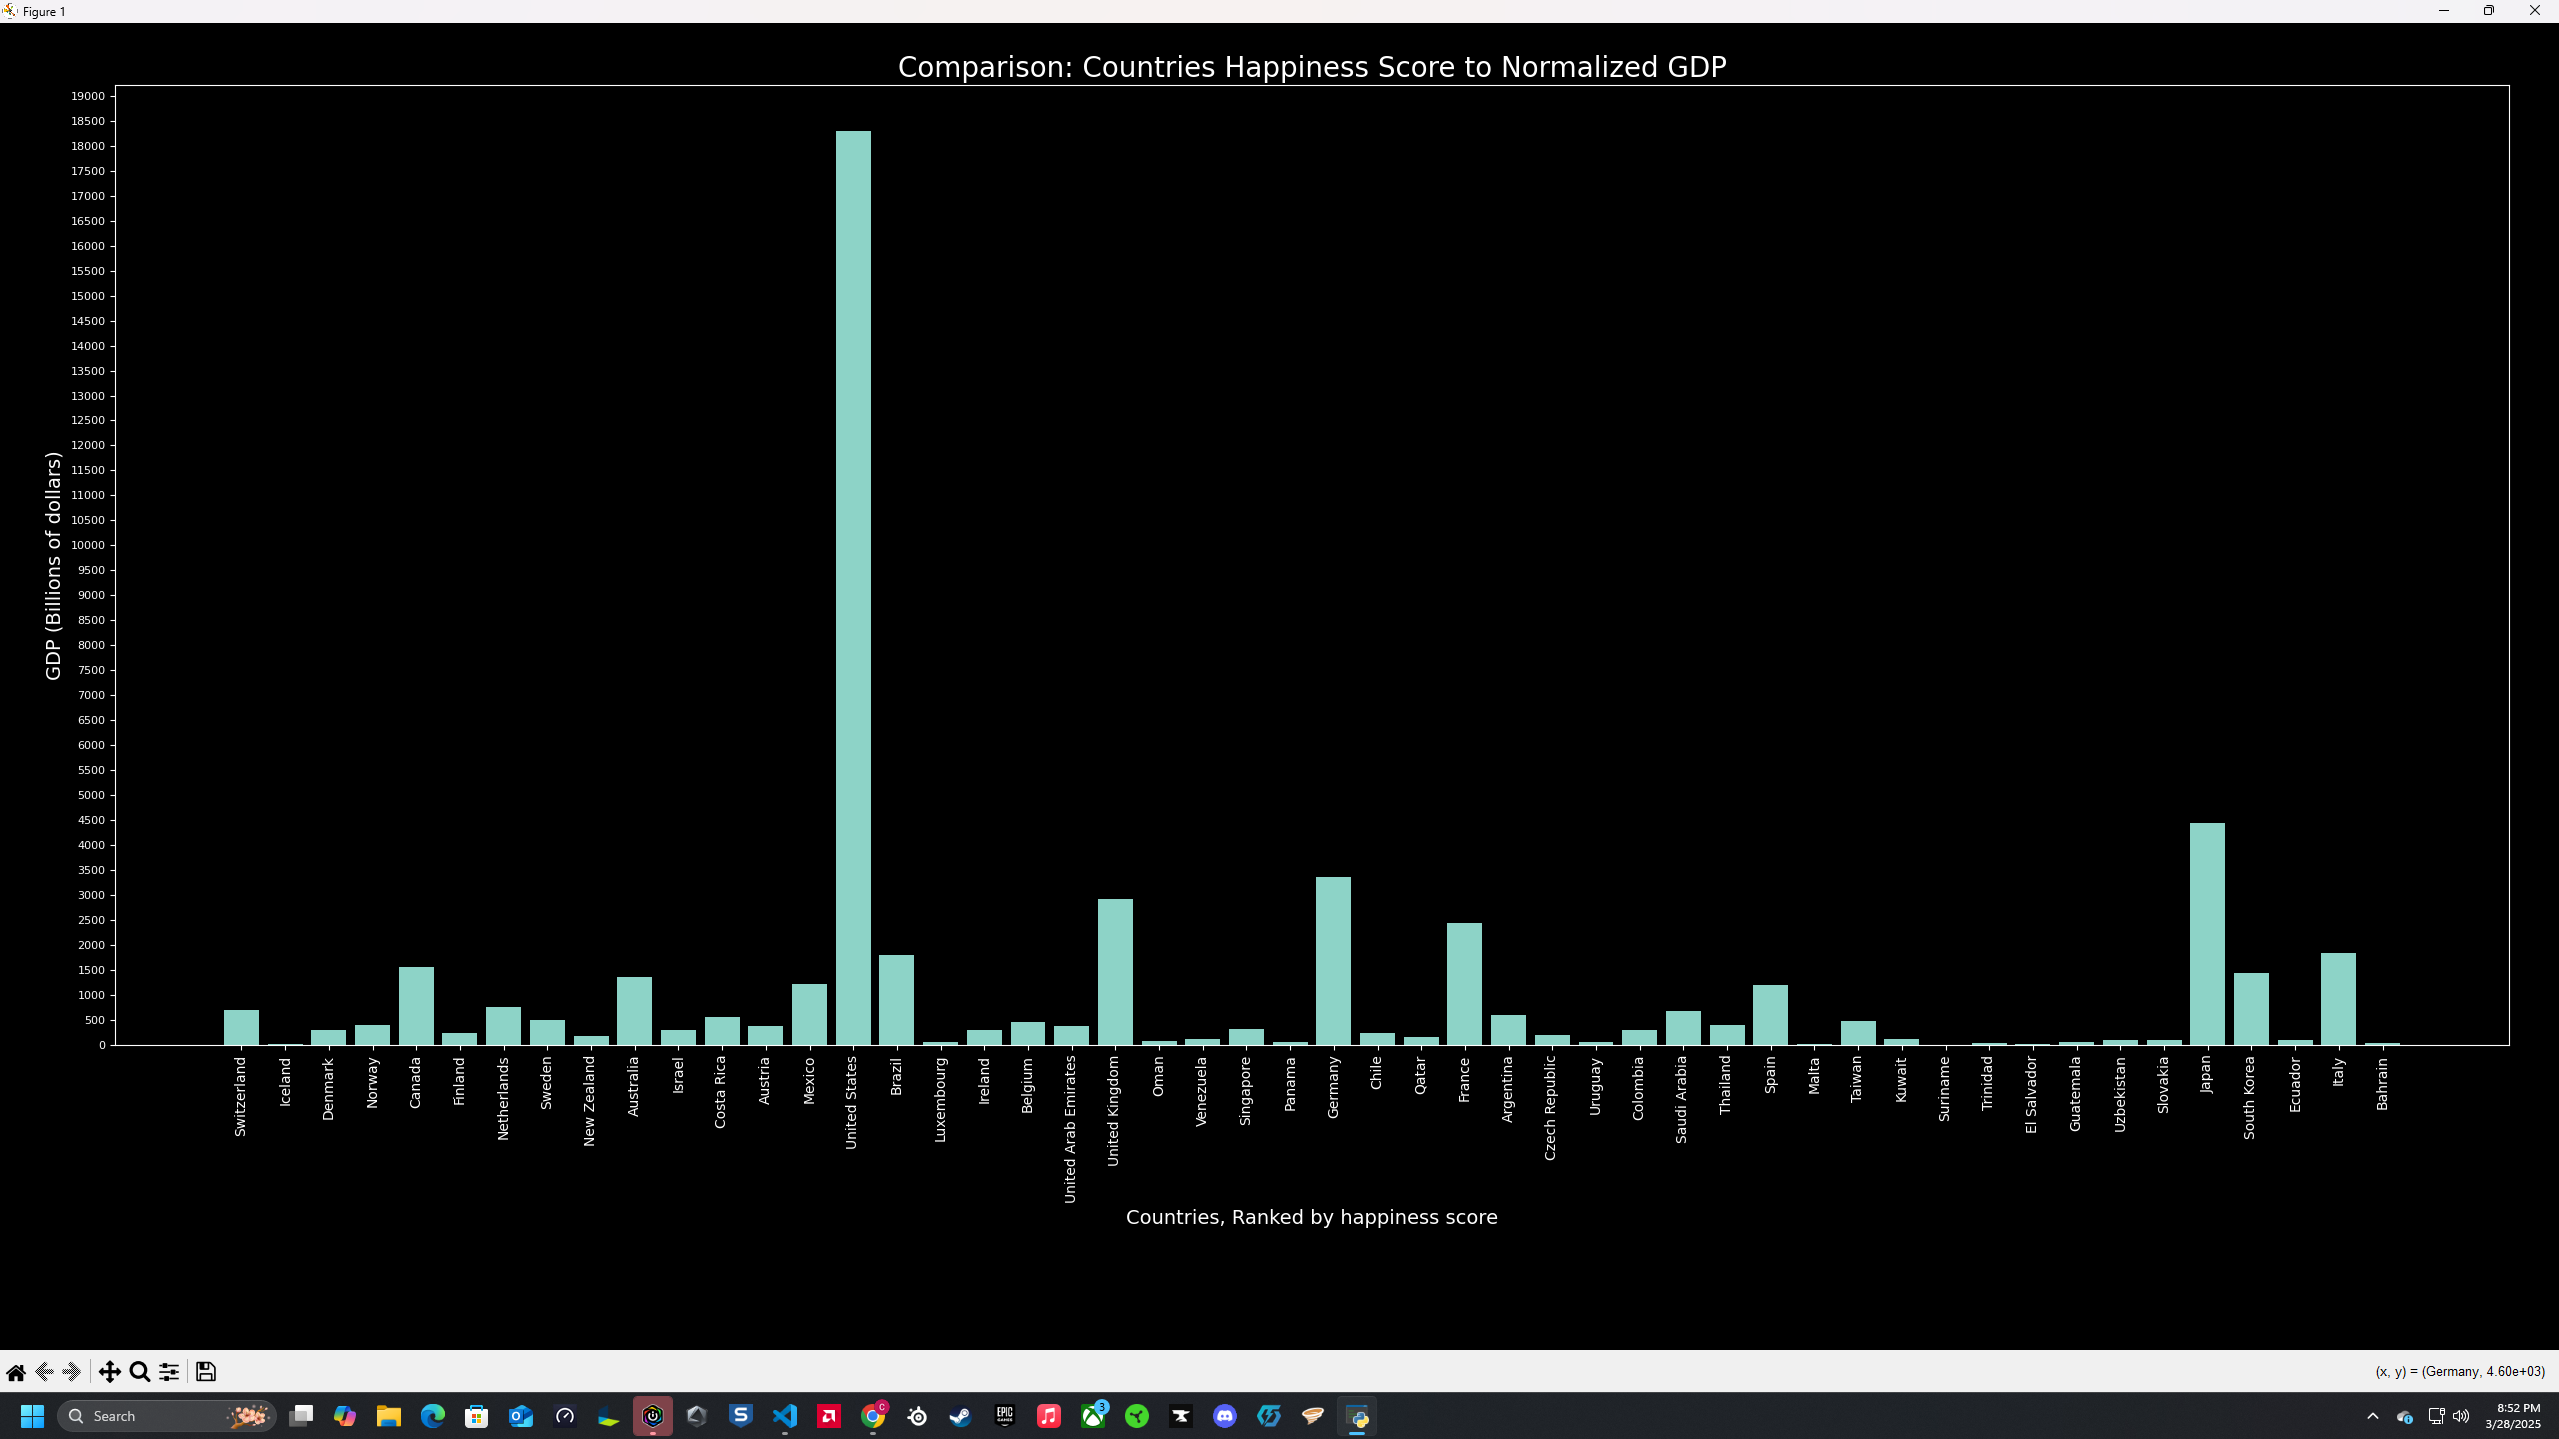 Figure 1
Comparison: Countries Happiness Score to Normalized GDP
19000
18500
18000
17500
17000
16500
16000
15500
15000
14500
14000
13500
13000
12500
12000
11500
11000
10500
10000
9500
9000
8500
8000
7500
7000
6500
6000
5500
5000
4500
4000
3500
3000
2500
2000
1500
1000
500
0
GDP (Billions of dollars)
Switzerland
Iceland
Denmark
Norway
Canada
Finland
Netherlands
Sweden
New Zealand
Australia
Israel
Costa Rica
Austria
Mexico
United States
Brazil
Luxembourg
Ireland
Belgium
United Arab Emirates
United Kingdom
Oman
Venezuela
Singapore
Panama
Germany
Chile
Qatar
France
Argentina
Czech Republic
Uruguay
Colombia
Saudi Arabia
Thailand
Spain
Malta
Taiwan
Kuwait
Suriname
Trinidad
El Salvador
Guatemala
Uzbekistan
Slovakia
Japan
South Korea
Ecuador
Italy
Bahrain
Countries, Ranked by happiness score
(x, y) = (Germany, 4.60e+03)
Search
S
C
EPIC
GAMES
3
8:52 PM
3/28/2025